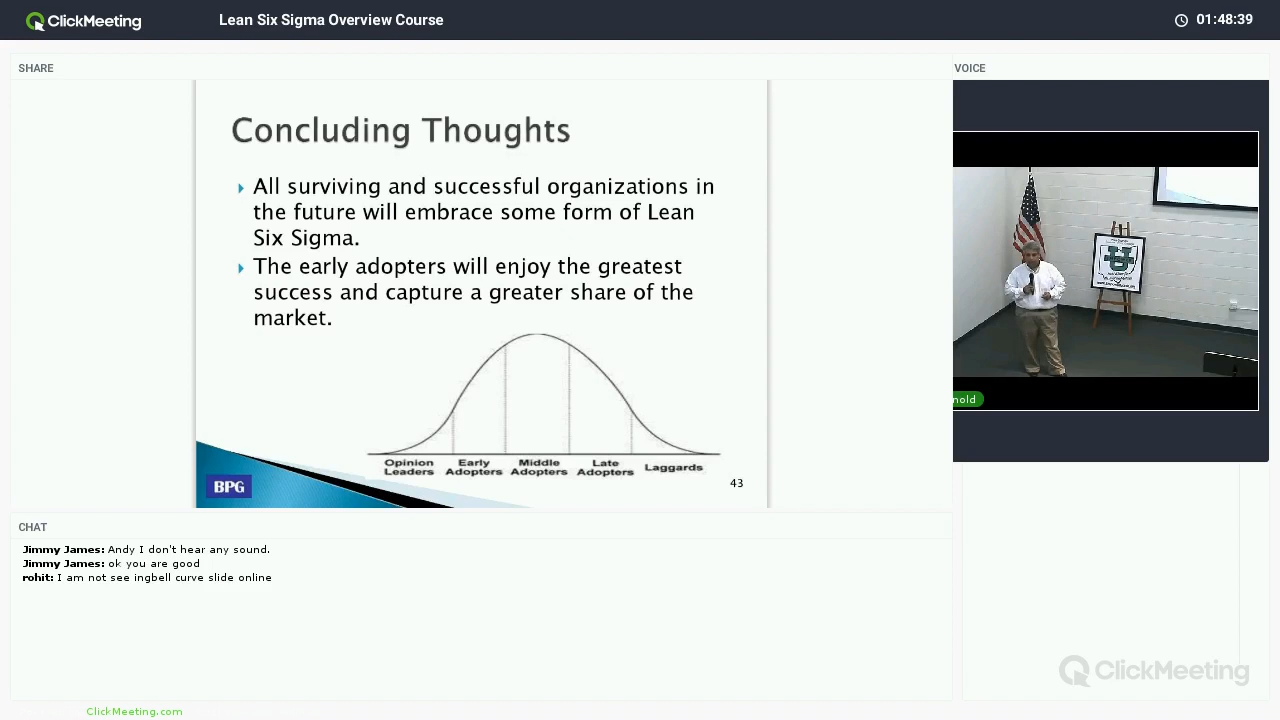 ClickMeeting
Lean Six Sigma Overview Course
01:48:39
SHARE
VOICE
Concluding Thoughts
All surviving and successful organizations in
the future will embrace some form of Lean
Six Sigma.
The early adopters will enjoy the greatest
success and capture a greater share of the
market.
Opinion Leaders
Early Adopters
Middle Adopters
Late Adopters
Laggards
BPG
43
nold
CHAT
Jimmy James: Andy I don't hear any sound.
Jimmy James: ok you are good
rohit: I am not see ingbell curve slide online
ClickMeeting
ClickMeeting.com